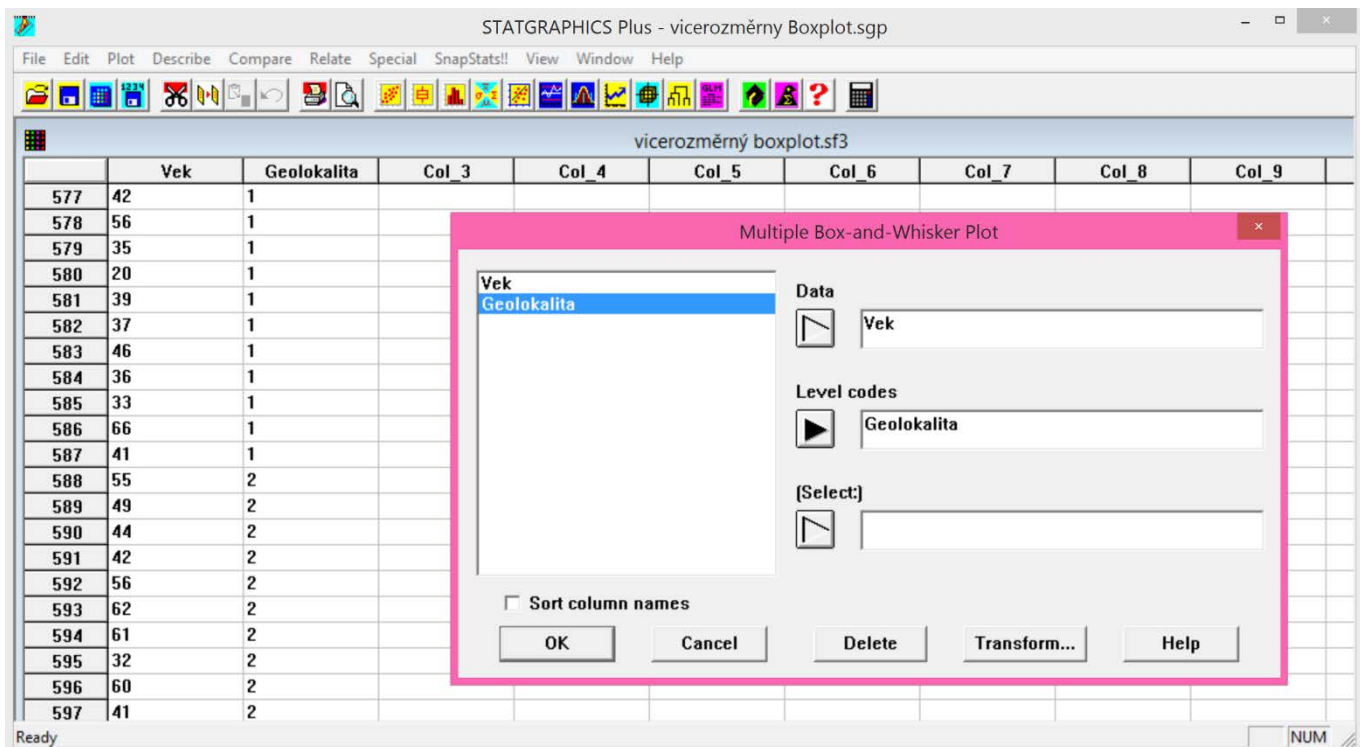 STATGRAPHICS Plus - vicerozměrny Boxplot.sgp
File Edit Plot Describe Compare Relate Special SnapStats!! View Window Help
vicerozměrný boxplot.sf3
Vek Geolokalita Col_3 Col_4 Col_5 Col_6 Col_7 Col_8 Col_9
577 42 1
578 56 1
579 35 1
580 20 1
581 39 1
582 37 1
583 46 1
584 36 1
585 33 1
586 66 1
587 41 1
588 55 2
589 49 2
590 44 2
591 42 2
592 56 2
593 62 2
594 61 2
595 32 2
596 60 2
597 41 2
Multiple Box-and-Whisker Plot
Vek
Geolokalita
Data
Vek
Level codes
Geolokalita
(Select:)
Sort column names
OK Cancel Delete Transform... Help
Ready NUM